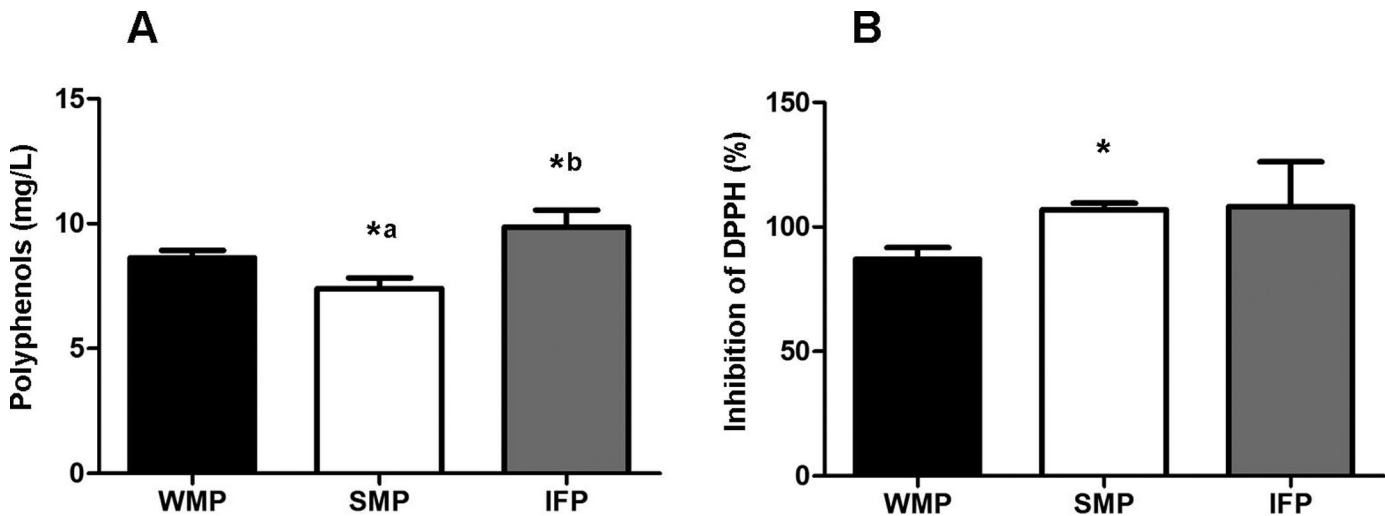 A
Polyphenols (mg/L)
15
10
5
0
*a
*b
WMP SMP IFP
B
Inhibition of DPPH (%)
150
100
50
0
*
WMP SMP IFP